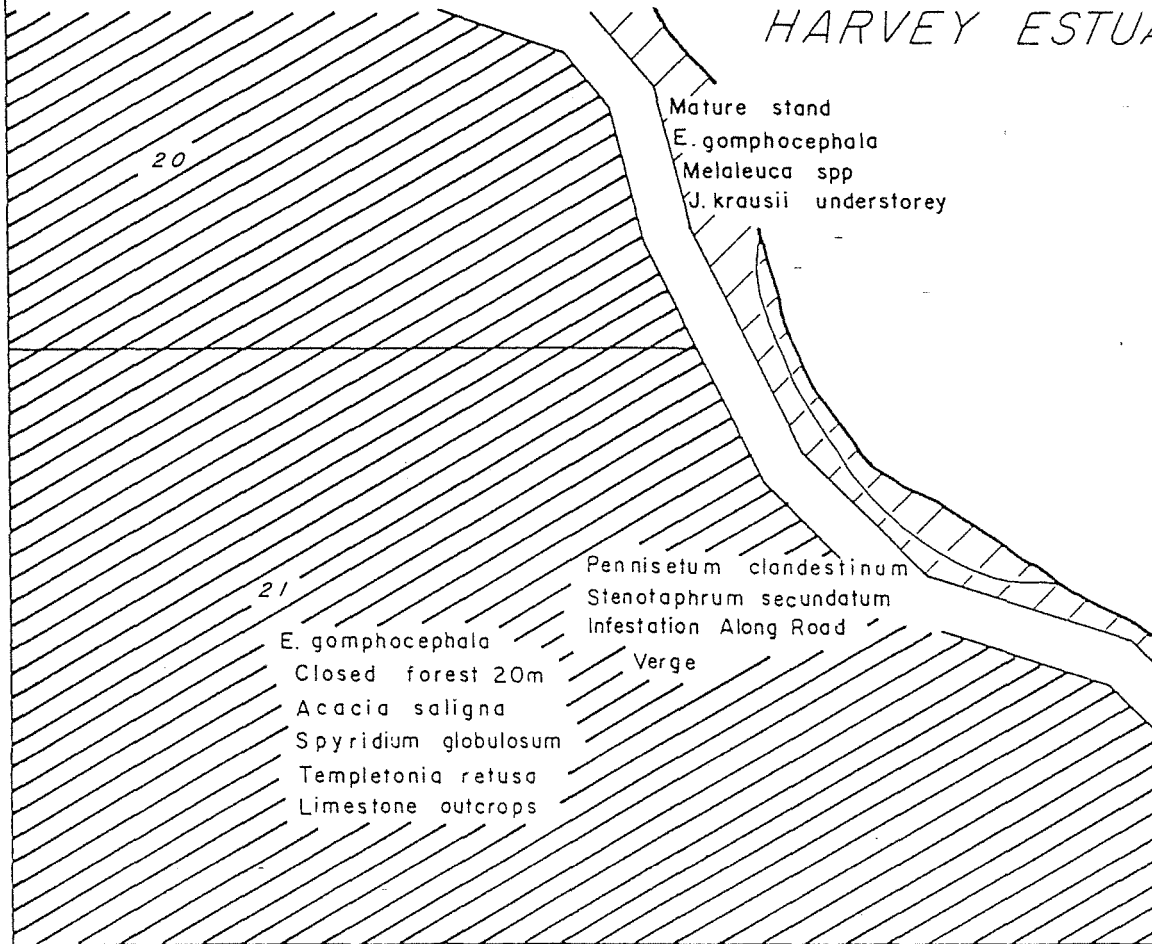 HARVEY ESTUA
Mature stand
E. gomphocephala
Melaleuca spp
J. krausii understorey
20
21
Pennisetum clandestinum
Stenotaphrum secundatum
Infestation Along Road
Verge
E. gomphocephala
Closed forest 20m
Acacia saligna
Spyridium globulosum
Templetonia retusa
Limestone outcrops